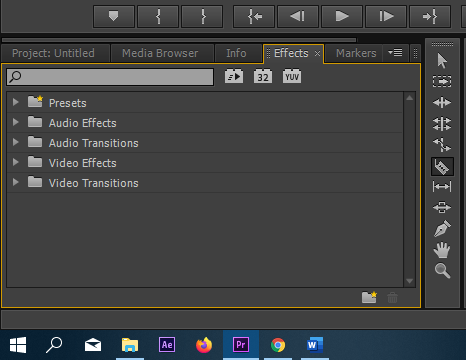 Project: Untitled Media Browser Info Effects × Markers
32 YUV
Presets
Audio Effects
Audio Transitions
Video Effects
Video Transitions
Ae Pr W